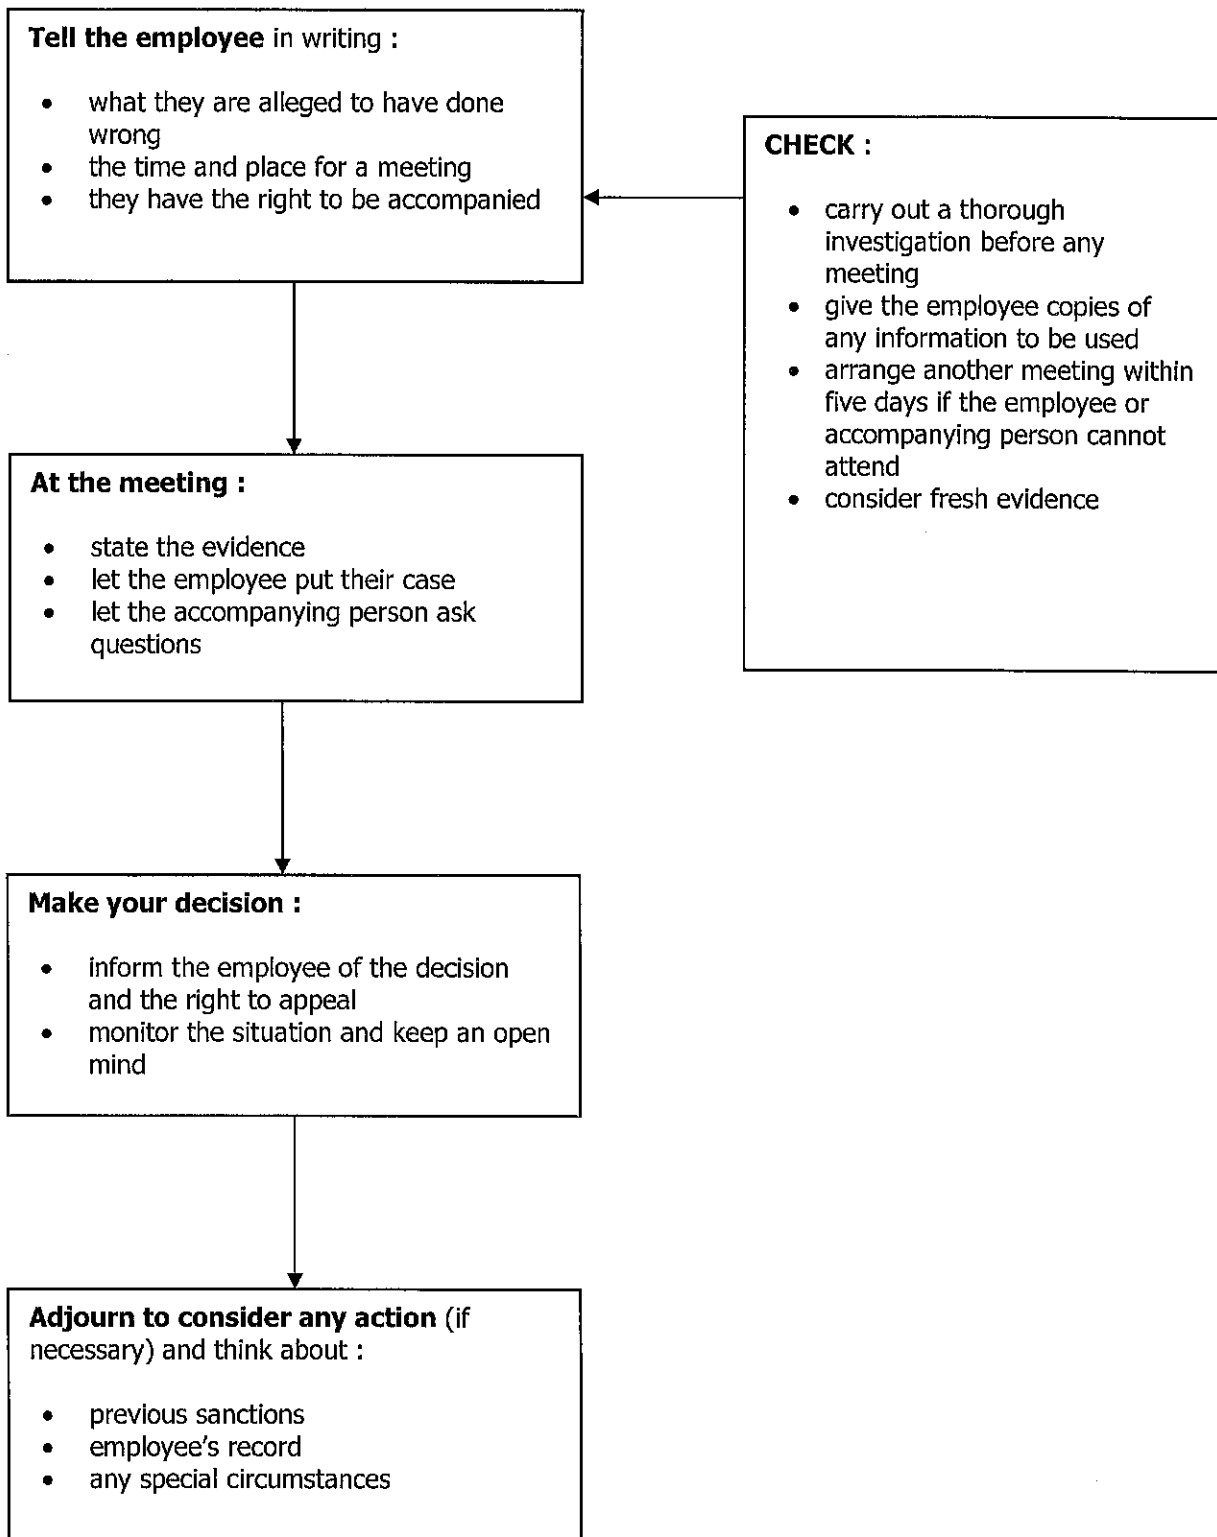 Tell the employee in writing :
• what they are alleged to have done
wrong
• the time and place for a meeting
• they have the right to be accompanied
CHECK :
• carry out a thorough
investigation before any
meeting
• give the employee copies of
any information to be used
• arrange another meeting within
five days if the employee or
accompanying person cannot
attend
• consider fresh evidence
At the meeting :
• state the evidence
• let the employee put their case
• let the accompanying person ask
questions
Make your decision :
• inform the employee of the decision
and the right to appeal
• monitor the situation and keep an open
mind
Adjourn to consider any action (if
necessary) and think about :
• previous sanctions
• employee's record
• any special circumstances